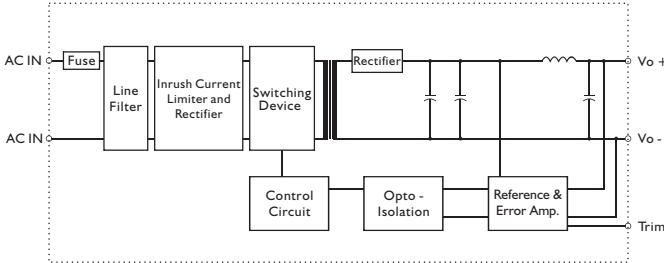 AC IN
Fuse
Line
Filter
Inrush Current
Limiter and
Rectifier
Switching
Device
Rectifier
Vo +
AC IN
Vo -
Control
Circuit
Opto -
Isolation
Reference &
Error Amp.
Trim